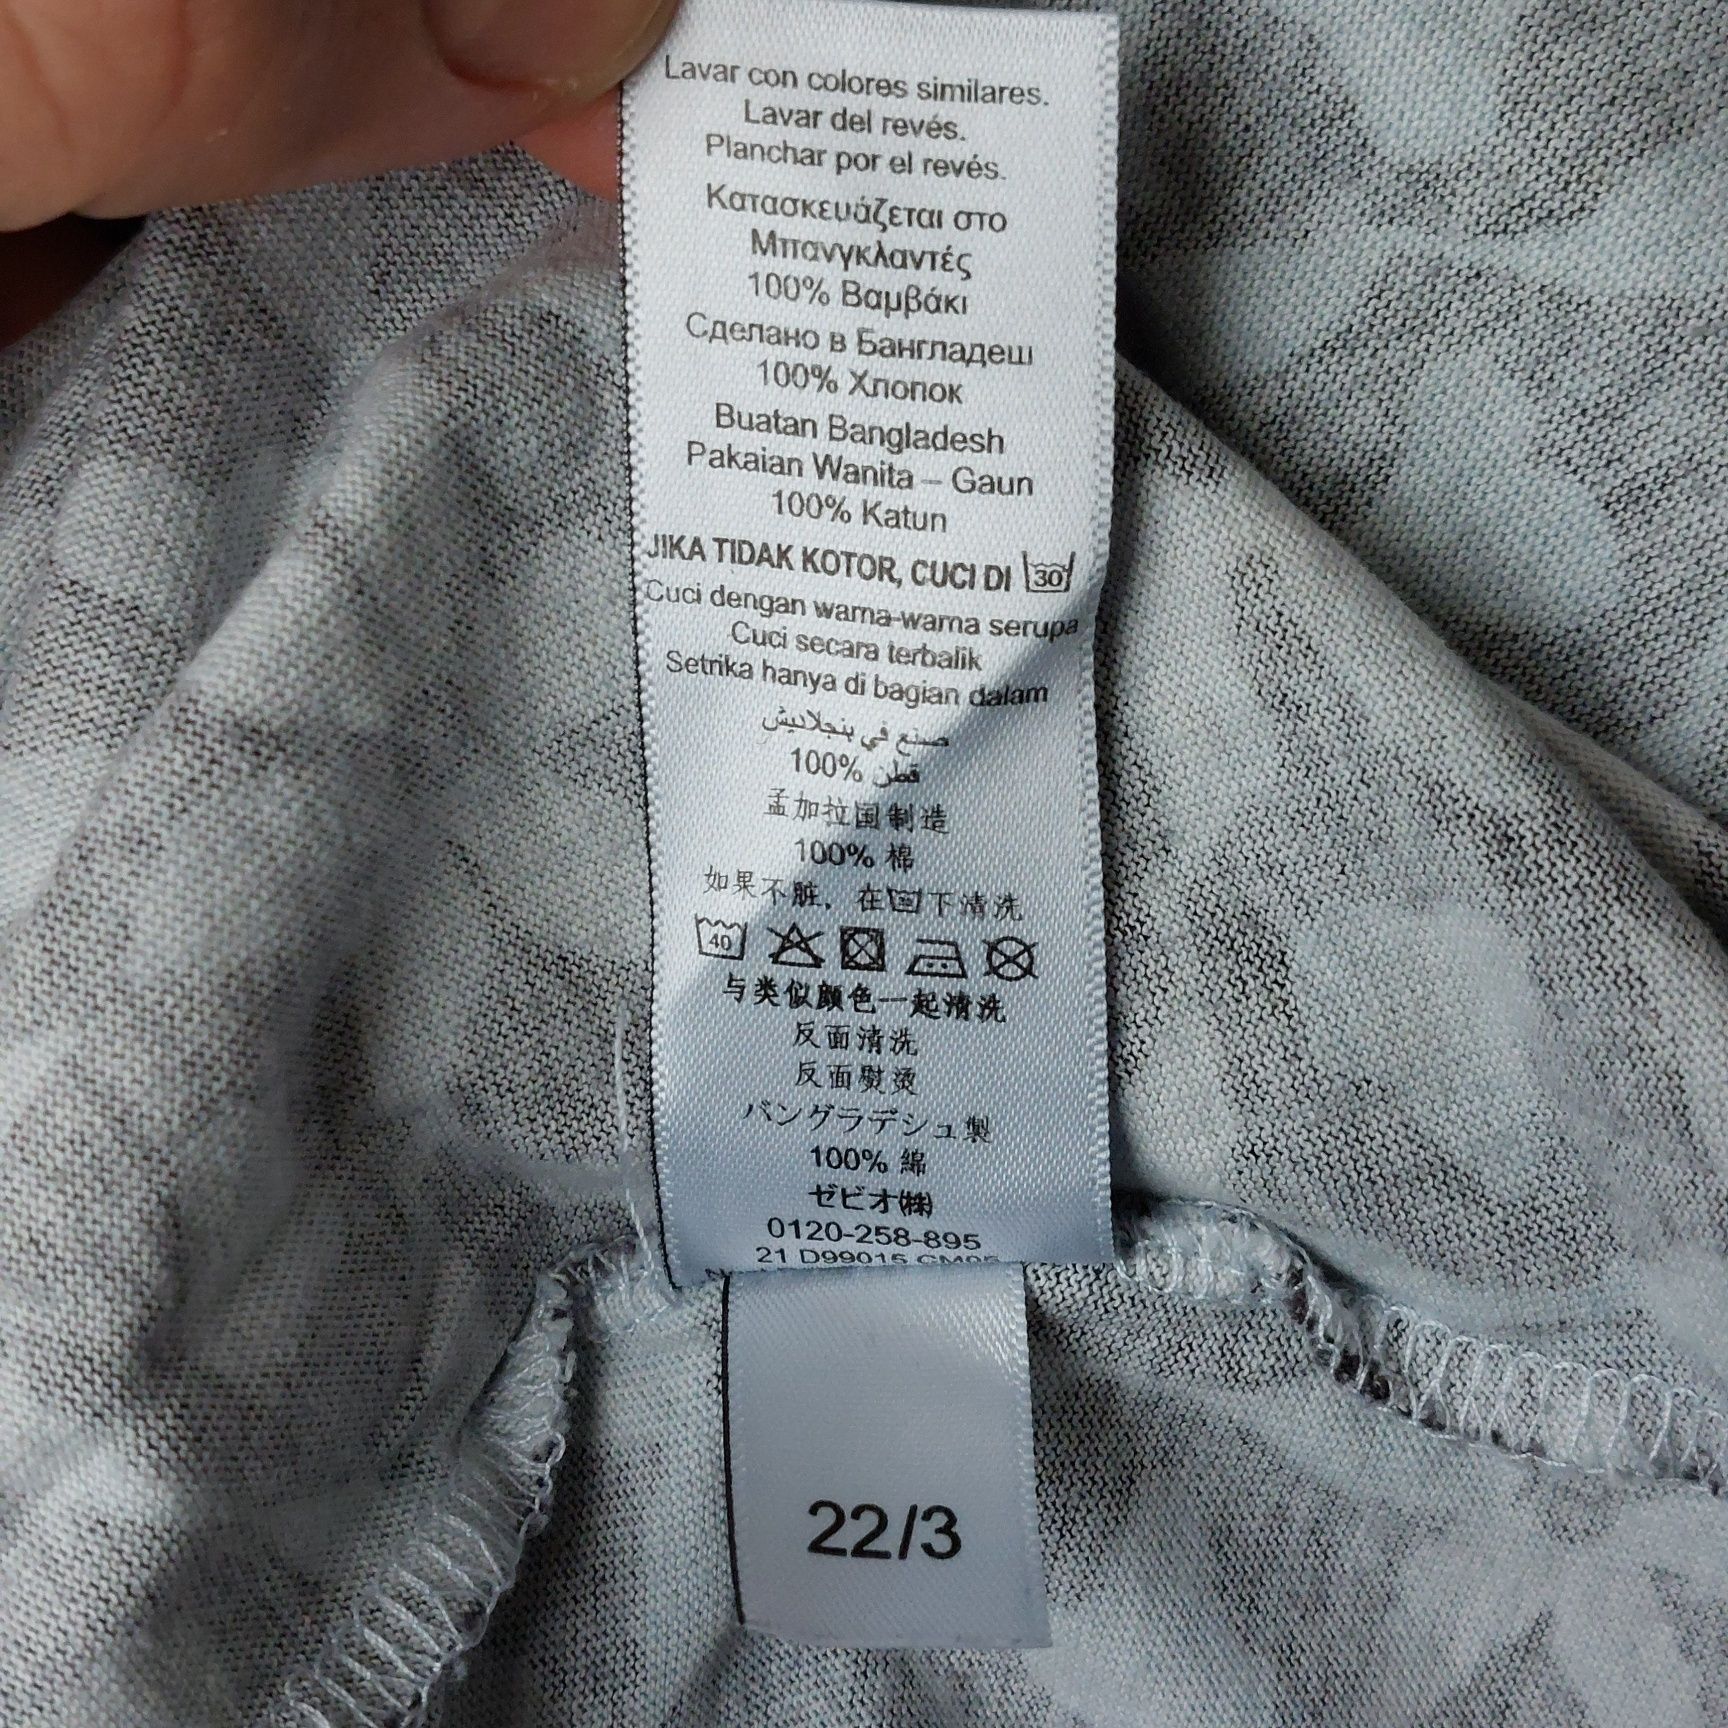 Lavar con colores similares.
Lavar del revés.
Planchar por el revés.
Κατασκευάζεται στο
Μπανγκλαντές
100% Βαμβάκι
Сделано в Бангладеш
100% Хлопок
Buatan Bangladesh
Pakaian Wanita – Gaun
100% Katun
JIKA TIDAK KOTOR, CUCI DI 30
Cuci dengan warna-warna serupa
Cuci secara terbalik
Setrika hanya di bagian dalam
صنع في بنجلاديش
100% قطن
孟加拉国制造
100% 棉
如果不脏，在下清洗
40
与类似颜色一起清洗
反面清洗
反面熨烫
バングラデシュ製
100% 綿
ゼビオ㈱
0120-258-895
21 D99015
22/3